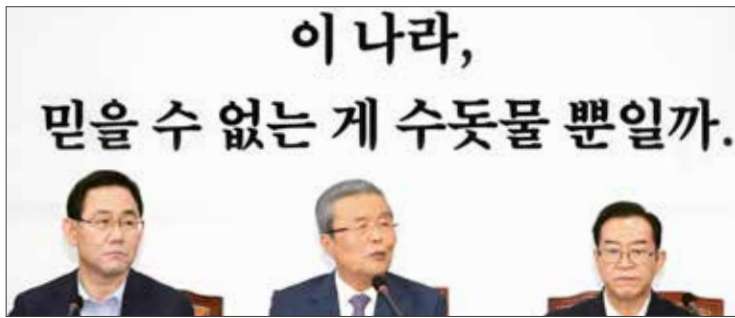 이 나라,
믿을 수 없는 게 수돗물 뿐일까.